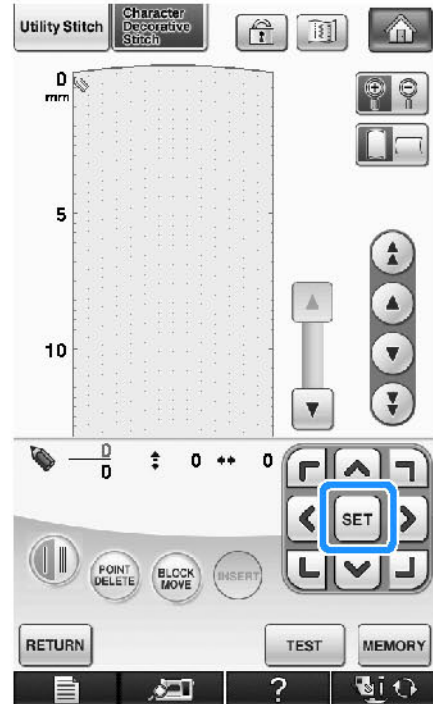 Utility Stitch
Character
Decorative
Stitch
0
mm
5
10
0
0
0
0
SET
POINT
DELETE
BLOCK
MOVE
INSERT
RETURN
TEST
MEMORY
?